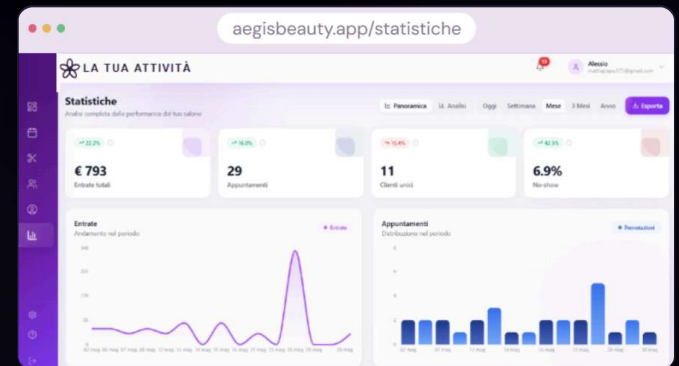 aegisbeauty.app/statistiche
LA TUA ATTIVITÀ
Alessio
Statistiche
Analisi completa delle performance del tuo salone
Panoramica Analisi Oggi Settimana Mese 3 Mesi Anno Esporta
22.2%
€ 793
Entrate totali
16.0%
29
Appuntamenti
15.4%
11
Clienti unici
6.9%
No-show
Entrate
Andamento nel periodo
Entrate
Appuntamenti
Distribuzione nel periodo
Prenotazioni